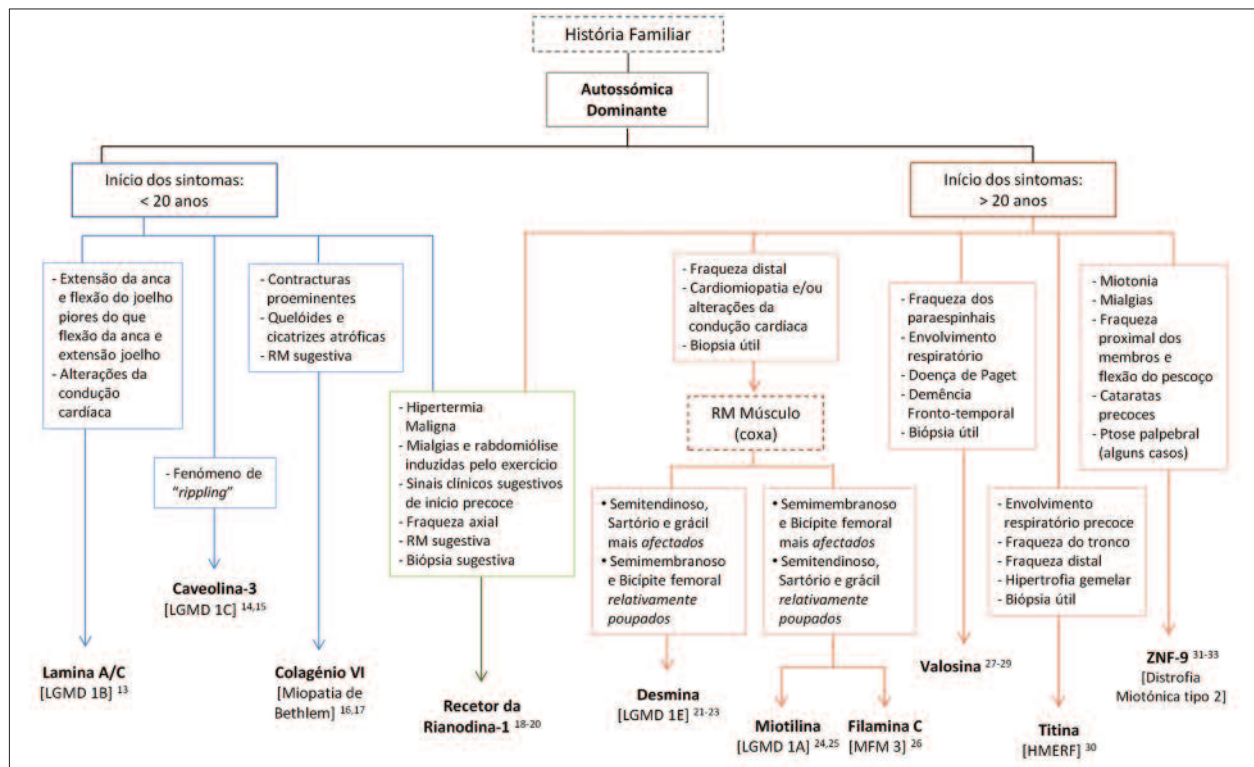 História Familiar
Autossómica
Dominante
Início dos sintomas:
< 20 anos
Início dos sintomas:
> 20 anos
- Extensão da anca
e flexão do joelho
piores do que
flexão da anca e
extensão joelho
- Alterações da
condução
cardíaca
- Fenómeno de
"rippling"
- Contracturas
proeminentes
- Quelóides e
cicatrizes atróficas
- RM sugestiva
- Hipertermia
Maligna
- Mialgias e rabdomiólise
induzidas pelo exercício
- Sinais clínicos sugestivos
de início precoce
- Fraqueza axial
- RM sugestiva
- Biópsia sugestiva
- Fraqueza distal
- Cardiomiopatia e/ou
alterações da
condução cardíaca
- Biopsia útil
RM Músculo
(coxa)
• Semitendinoso,
Sartório e grácil
mais afectados
• Semimembranoso
e Bicípite femoral
relativamente
poupados
• Semimembranoso
e Bicípite femoral
mais afectados
• Semitendinoso,
Sartório e grácil
relativamente
poupados
- Fraqueza dos
paraespinhais
- Envolvimento
respiratório
- Doença de Paget
- Demência
Fronto-temporal
- Biópsia útil
- Envolvimento
respiratório precoce
- Fraqueza do tronco
- Fraqueza distal
- Hipertrofia gemelar
- Biópsia útil
- Miotonia
- Mialgias
- Fraqueza
proximal dos
membros e
flexão do pescoço
- Cataratas
precoces
- Ptose palpebral
(alguns casos)
Lamina A/C
[LGMD 1B] 13
Caveolina-3
[LGMD 1C] 14,15
Colagénio VI
[Miopatia de
Bethlem] 16,17
Recetor da
Rianodina-1 18-20
Desmina
[LGMD 1E] 21-23
Miotilina
[LGMD 1A] 24,25
Filamina C
[MFM 3] 26
Valosina 27-29
Titina
[HMERF] 30
ZNF-9 31-33
[Distrofia
Miotónica tipo 2]